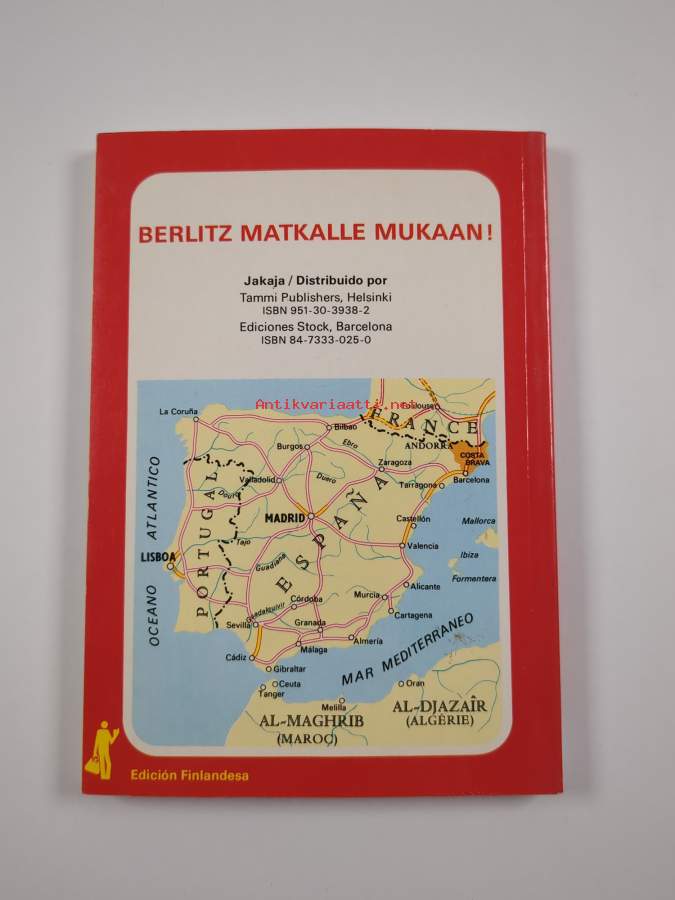 BERLITZ MATKALLE MUKAAN!
Jakaja / Distribuido por
Tammi Publishers, Helsinki
ISBN 951-30-3938-2
Ediciones Stock, Barcelona
ISBN 84-7333-025-0
Antikvariaatti.net
La Coruña
Toulouse
FRANCE
Bilbao
Burgos
Ebro
ANDORRA
COSTA
BRAVA
Zaragoza
Valladolid
Duero
Douro
Tarragona
Barcelona
OCEANO ATLANTICO
PORTUGAL
ESPAÑA
MADRID
Castellón
Mallorca
Tajo
Valencia
LISBOA
Ibiza
Guadiana
Formentera
Alicante
Murcia
Córdoba
Guadalquivir
Cartagena
Sevilla
Granada
Almería
Málaga
MAR MEDITERRANEO
Cádiz
Gibraltar
Ceuta
Oran
Tanger
Melilla
AL-MAGHRIB
(MAROC)
AL-DJAZAÎR
(ALGÉRIE)
Edición Finlandesa